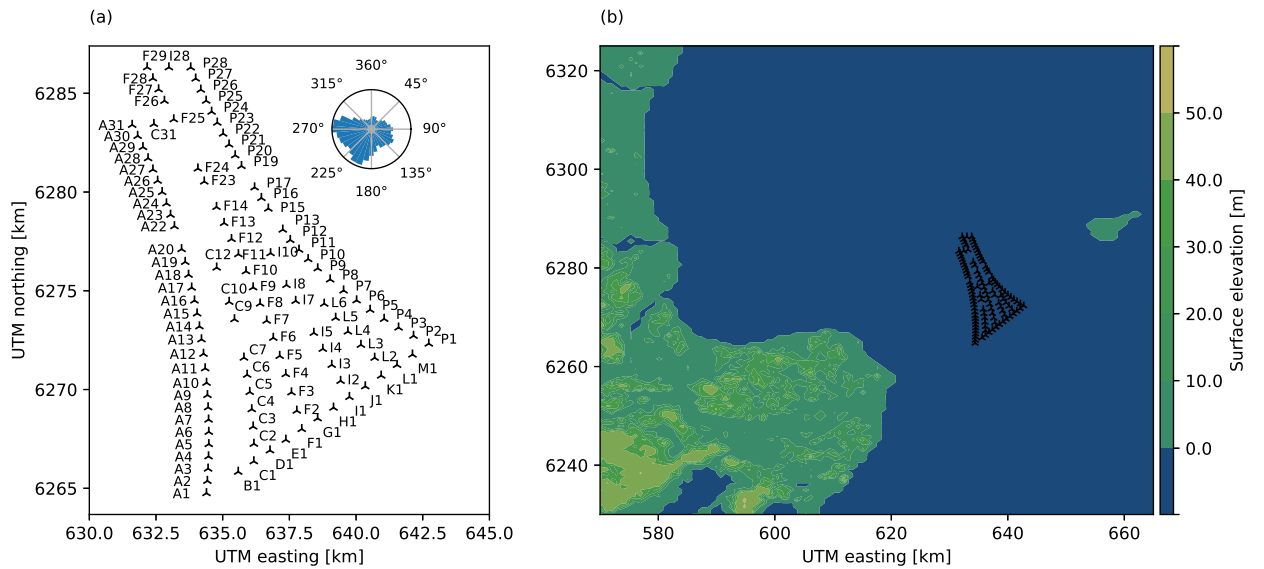 (a)
F29 I28
P28
F28
P27
F27
P26
F26
P25
P24
A31
C31
F25
P23
A30
P22
A29
P21
A28
P20
A27
F24
P19
A26
F23
P17
A25
P16
A24
F14
P15
A23
F13
P13
A22
F12
P12
P11
A20
C12
F11
I10
P10
A19
P9
A18
F10
P8
A17
C10
F9
I8
P7
A16
C9
F8
I7
L6
P6
A15
F7
L5
P5
A14
I5
L4
P4
A13
F6
L3
P3
P2
P1
A12
C7
F5
I4
L2
A11
C6
F4
I3
M1
A10
C5
F3
I2
L1
A9
K1
A8
C4
F2
J1
A7
C3
I1
A6
H1
A5
C2
G1
A4
F1
A3
E1
A2
D1
A1
C1
B1
360°
315°
45°
270°
90°
225°
135°
180°
6285
6280
6275
6270
6265
UTM northing [km]
630.0 632.5 635.0 637.5 640.0 642.5 645.0
UTM easting [km]
(b)
6320
6300
6280
6260
6240
580 600 620 640 660
UTM easting [km]
50.0
40.0
30.0
20.0
10.0
0.0
Surface elevation [m]